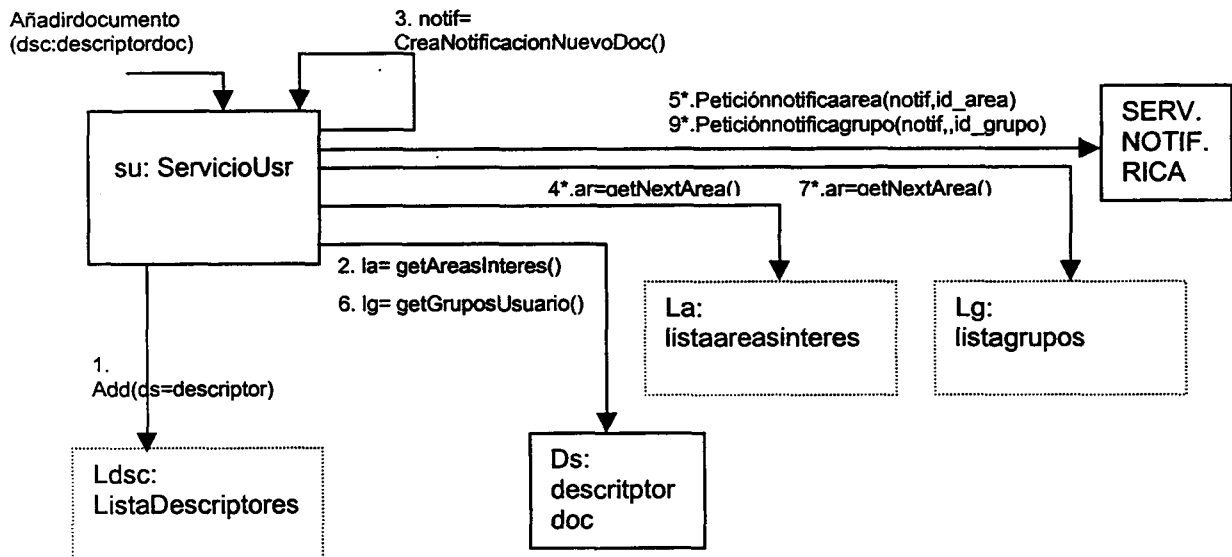 Añadirdocumento
(dsc:descriptordoc)
3. notif=
CreaNotificacionNuevoDoc()
5*.Peticiónnotificaarea(notif,id_area)
9*.Peticiónnotificagrupo(notif,,id_grupo)
SERV.
NOTIF.
RICA
su: ServicioUsr
4*.ar=getNextArea()
7*.ar=getNextArea()
2. la= getAreasInteres()
6. lg= getGruposUsuario()
La:
listaareasinteres
Lg:
listagrupos
1.
Add(ds=descriptor)
Ldsc:
ListaDescriptores
Ds:
descritptor
doc